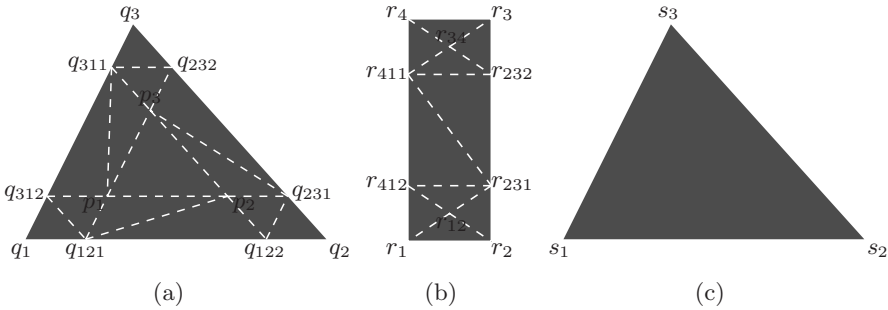 q3
q311 q232
p3
q312 q231
p1 p2
q1 q121 q122 q2
(a)
r4 r3
r34
r411 r232
r412 r231
r12
r1 r2
(b)
s3
s1 s2
(c)